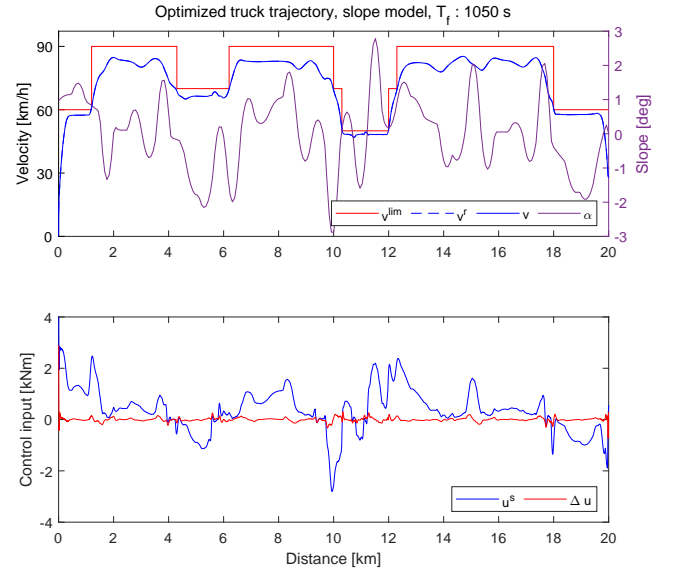 Optimized truck trajectory, slope model, T_f : 1050 s
90
60
30
0
Velocity [km/h]
3
2
1
0
-1
-2
-3
Slope [deg]
v^lim v^r v α
0 2 4 6 8 10 12 14 16 18 20
4
2
0
-2
-4
Control input [kNm]
u^s Δ u
0 2 4 6 8 10 12 14 16 18 20
Distance [km]